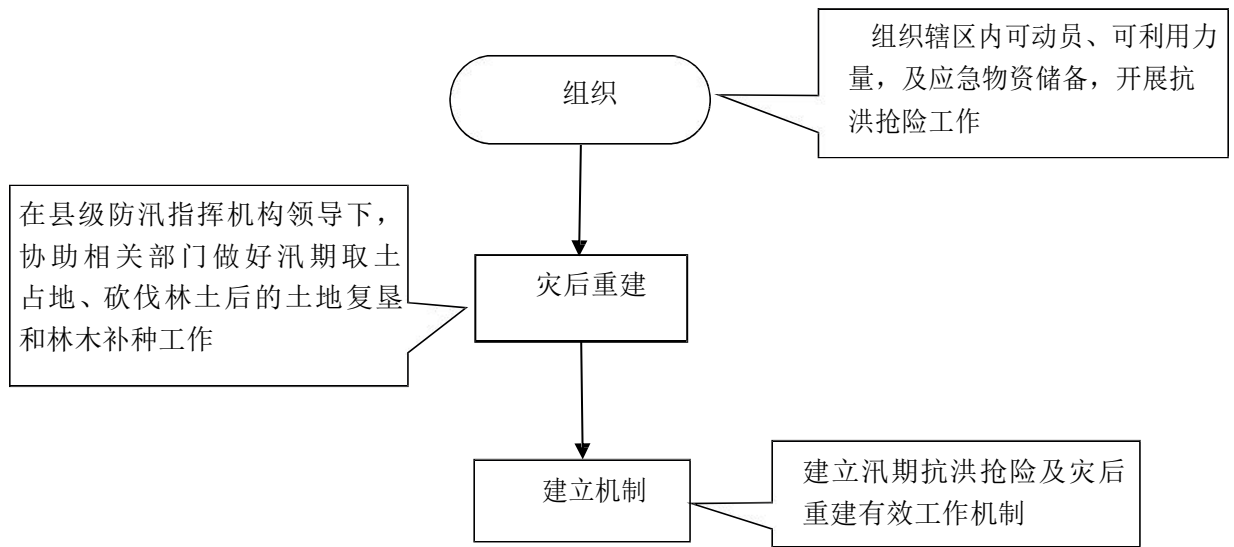 组织辖区内可动员、可利用力
量，及应急物资储备，开展抗
洪抢险工作
组织
在县级防汛指挥机构领导下，
协助相关部门做好汛期取土
占地、砍伐林土后的土地复垦
和林木补种工作
灾后重建
建立机制
建立汛期抗洪抢险及灾后
重建有效工作机制